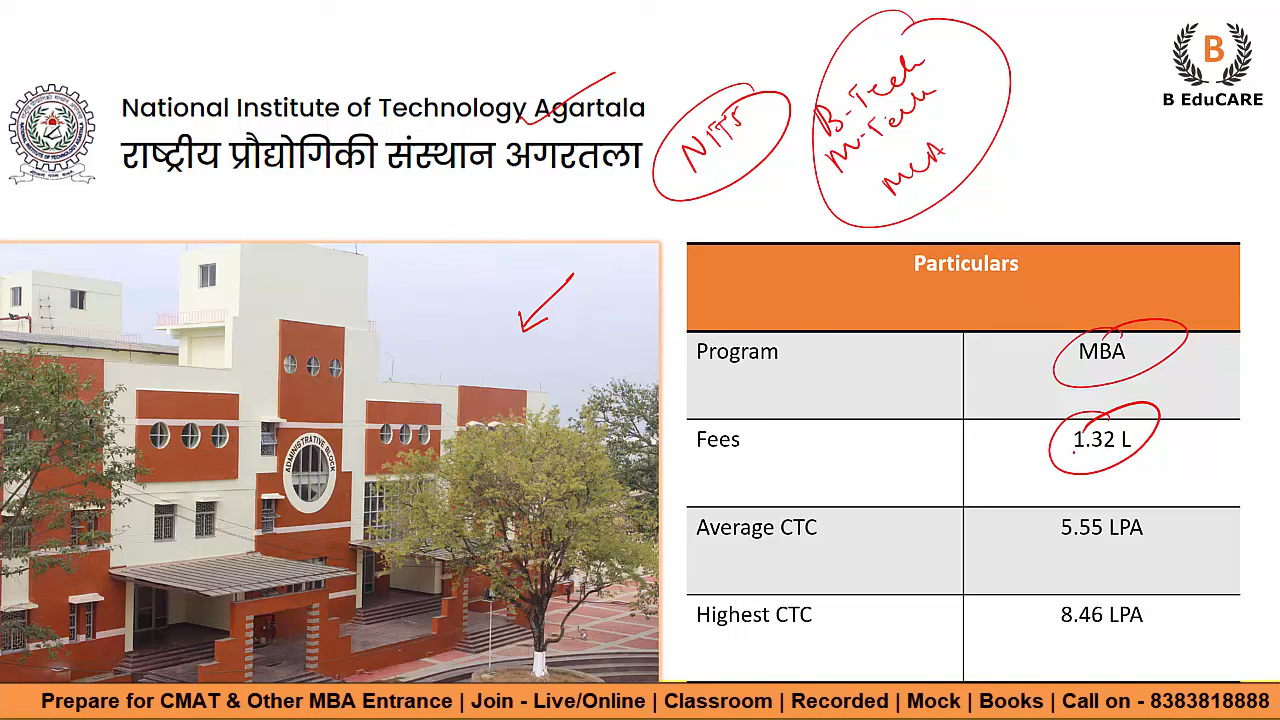 National Institute of Technology Agartala
राष्ट्रीय प्रौद्योगिकी संस्थान अगरतला
NITs
B-Tech
M-Tech
MCA
B
B EduCARE
ADMINISTRATIVE BLOCK
Particulars
Program MBA
Fees 1.32 L
Average CTC 5.55 LPA
Highest CTC 8.46 LPA
Prepare for CMAT & Other MBA Entrance | Join - Live/Online | Classroom | Recorded | Mock | Books | Call on - 8383818888